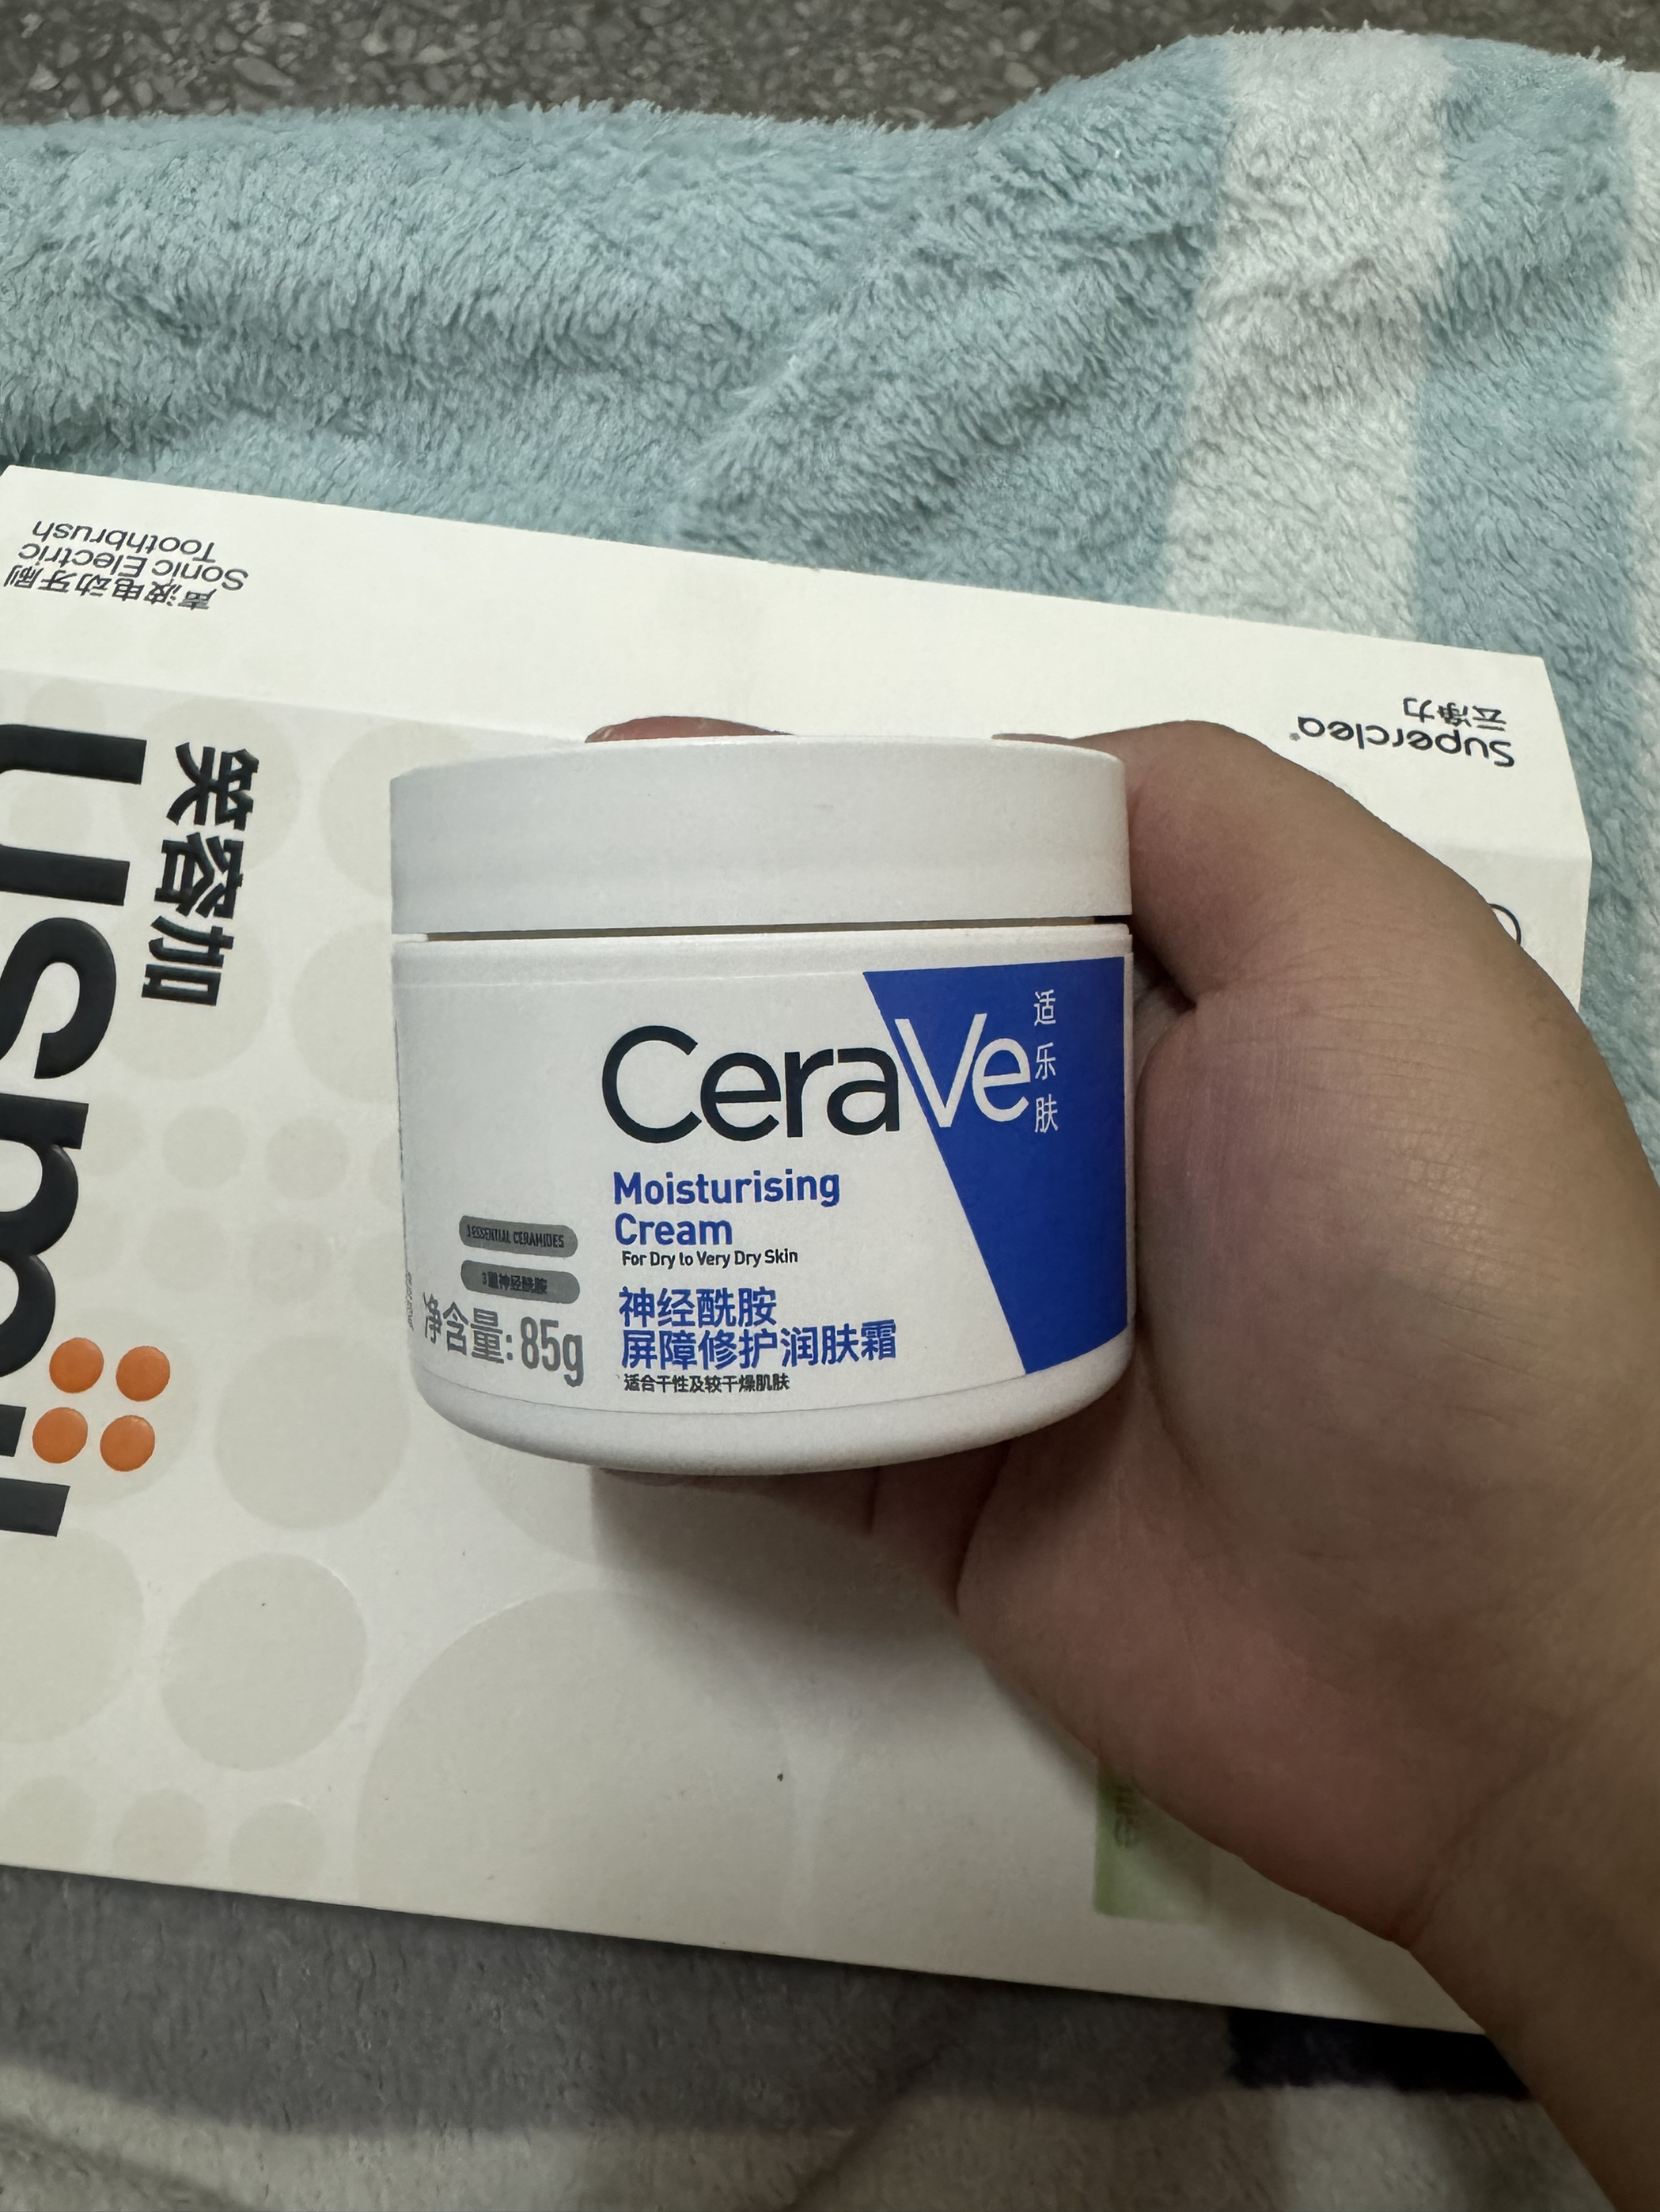 声波电动牙刷
Sonic Electric
Toothbrush
Superclea
云净力
usmil
笑容加
CeraVe
适乐肤
Moisturising
Cream
For Dry to Very Dry Skin
3 ESSENTIAL CERAMIDES
3重神经酰胺
净含量: 85g
神经酰胺
屏障修护润肤霜
适合干性及较干燥肌肤